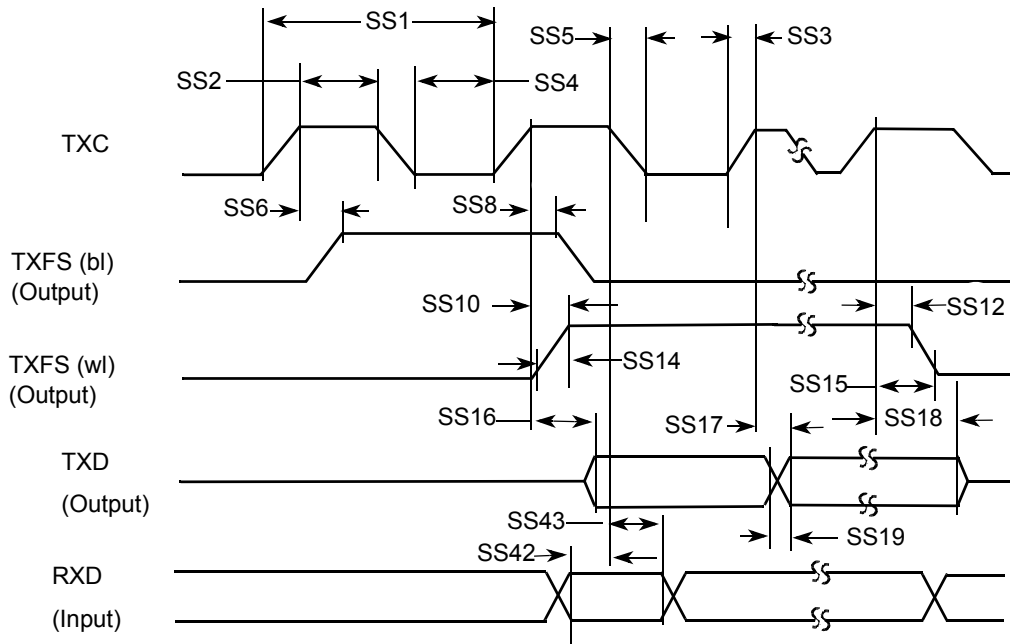 SS1
SS5
SS3
SS2
SS4
TXC
SS6
SS8
TXFS (bl)
(Output)
SS10
SS12
TXFS (wl)
(Output)
SS14
SS15
SS16
SS17
SS18
TXD
(Output)
SS43
SS19
SS42
RXD
(Input)